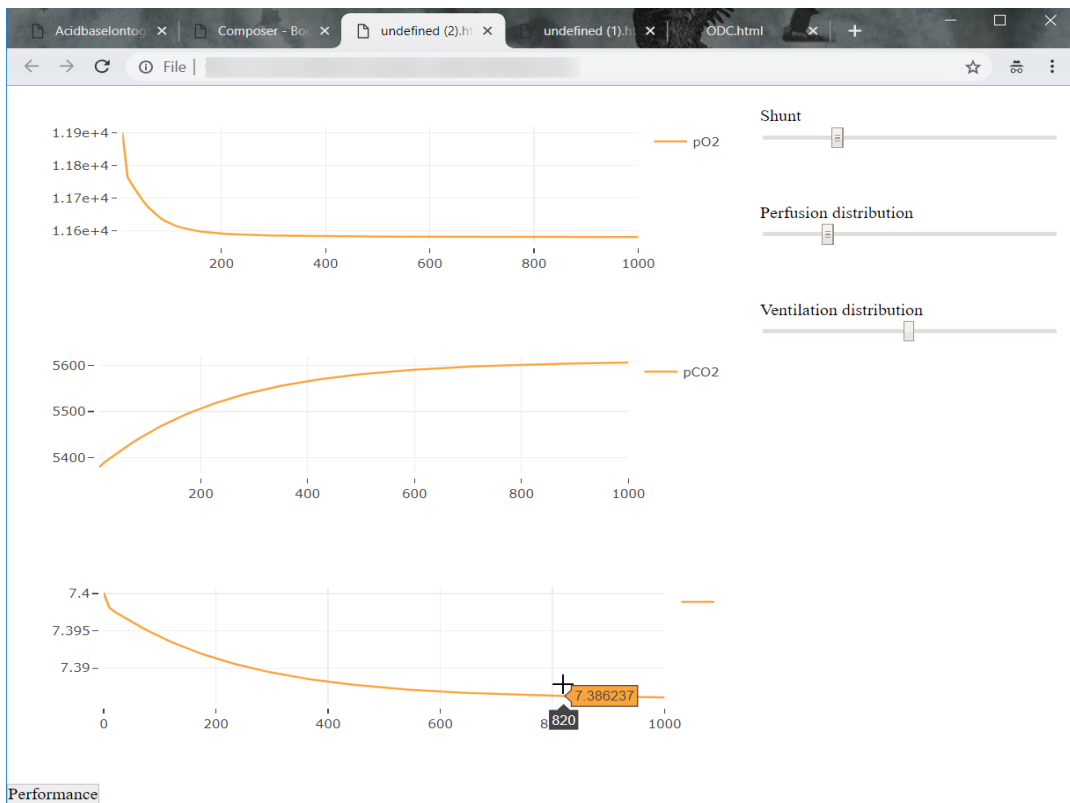 Acidbaselontog
Composer - Bo
undefined (2).ht
undefined (1).h
ODC.html
File
1.19e+4
1.18e+4
1.17e+4
1.16e+4
200 400 600 800 1000
pO2
Shunt
Perfusion distribution
Ventilation distribution
5600
5500
5400
200 400 600 800 1000
pCO2
7.4
7.395
7.39
7.386237
820
0 200 400 600 8 1000
Performance